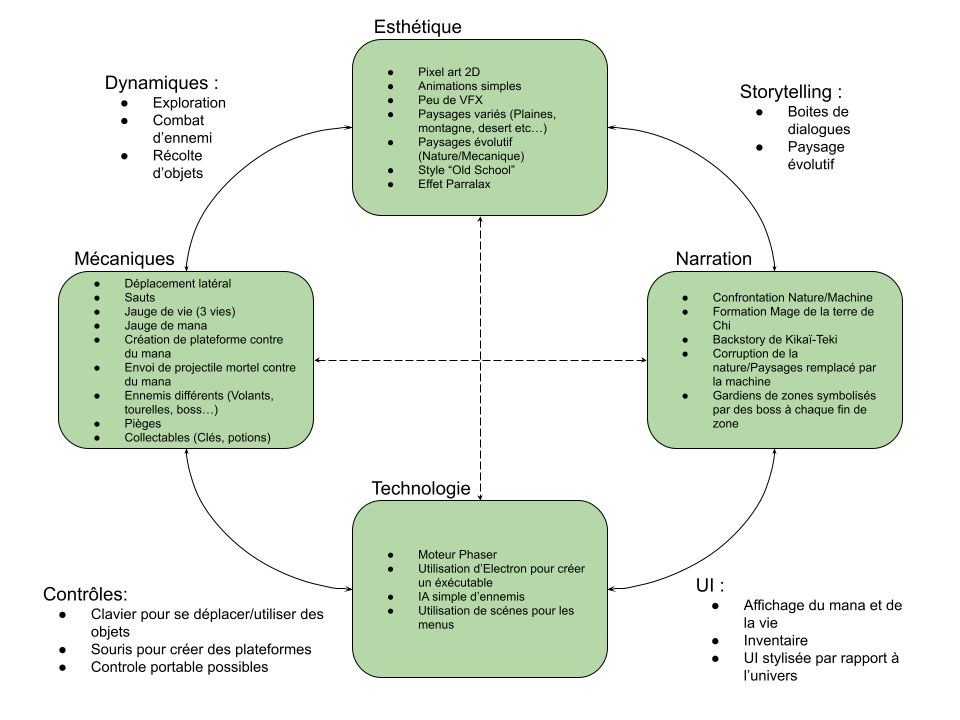 Esthétique
● Pixel art 2D
● Animations simples
● Peu de VFX
● Paysages variés (Plaines,
montagne, desert etc…)
● Paysages évolutif
(Nature/Mecanique)
● Style “Old School”
● Effet Parralax
Dynamiques :
● Exploration
● Combat
d’ennemi
● Récolte
d’objets
Storytelling :
● Boites de
dialogues
● Paysage
évolutif
Mécaniques
● Déplacement latéral
● Sauts
● Jauge de vie (3 vies)
● Jauge de mana
● Création de plateforme contre
du mana
● Envoi de projectile mortel contre
du mana
● Ennemis différents (Volants,
tourelles, boss…)
● Pièges
● Collectables (Clés, potions)
Narration
● Confrontation Nature/Machine
● Formation Mage de la terre de
Chi
● Backstory de Kikaï-Teki
● Corruption de la
nature/Paysages remplacé par
la machine
● Gardiens de zones symbolisés
par des boss à chaque fin de
zone
Technologie
● Moteur Phaser
● Utilisation d’Electron pour créer
un éxécutable
● IA simple d’ennemis
● Utilisation de scénes pour les
menus
Contrôles:
● Clavier pour se déplacer/utiliser des
objets
● Souris pour créer des plateformes
● Controle portable possibles
UI :
● Affichage du mana et de
la vie
● Inventaire
● UI stylisée par rapport à
l’univers